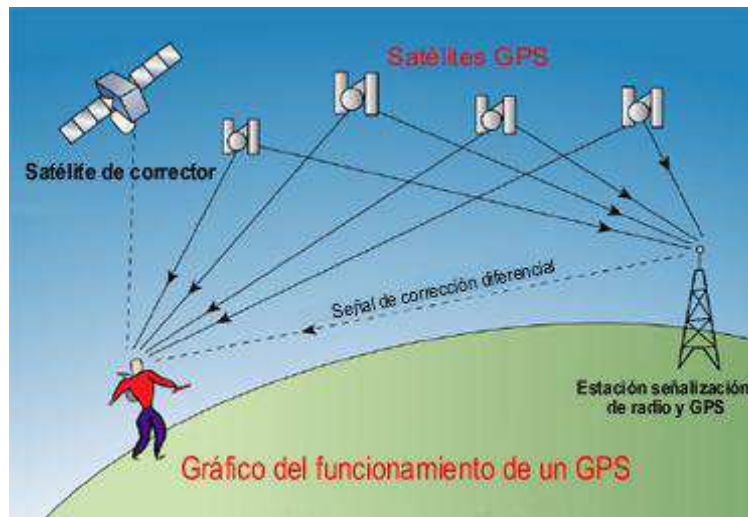 Satélites GPS
Satélite de corrector
Señal de corrección diferencial
Estación señalización
de radio y GPS
Gráfico del funcionamiento de un GPS